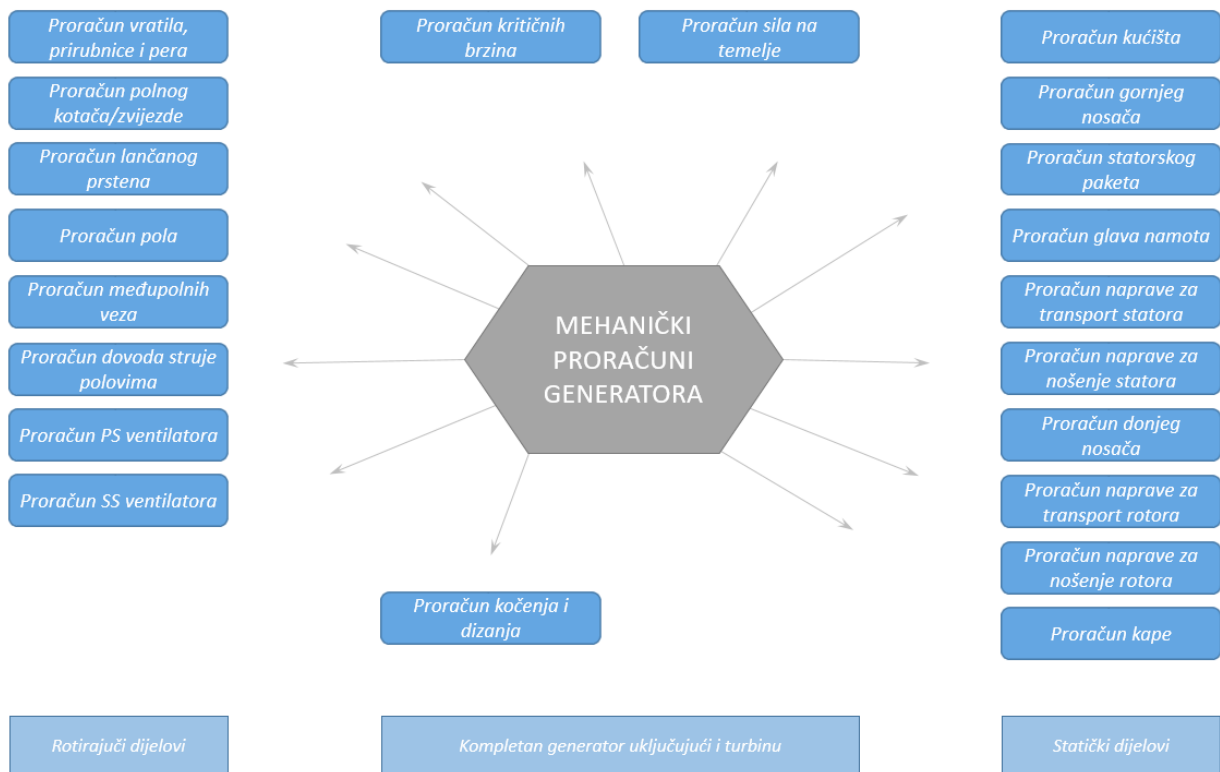 Proračun vratila,
prirubnice i pera
Proračun polnog
kotača/zvijezde
Proračun lančanog
prstena
Proračun pola
Proračun međupolnih
veza
Proračun dovoda struje
polovima
Proračun PS ventilatora
Proračun SS ventilatora
Proračun kritičnih
brzina
Proračun sila na
temelje
MEHANIČKI
PRORAČUNI
GENERATORA
Proračun kočenja i
dizanja
Proračun kućišta
Proračun gornjeg
nosača
Proračun statorskog
paketa
Proračun glava namota
Proračun naprave za
transport statora
Proračun naprave za
nošenje statora
Proračun donjeg
nosača
Proračun naprave za
transport rotora
Proračun naprave za
nošenje rotora
Proračun kape
Rotirajuči dijelovi
Kompletan generator uključujući i turbinu
Statički dijelovi